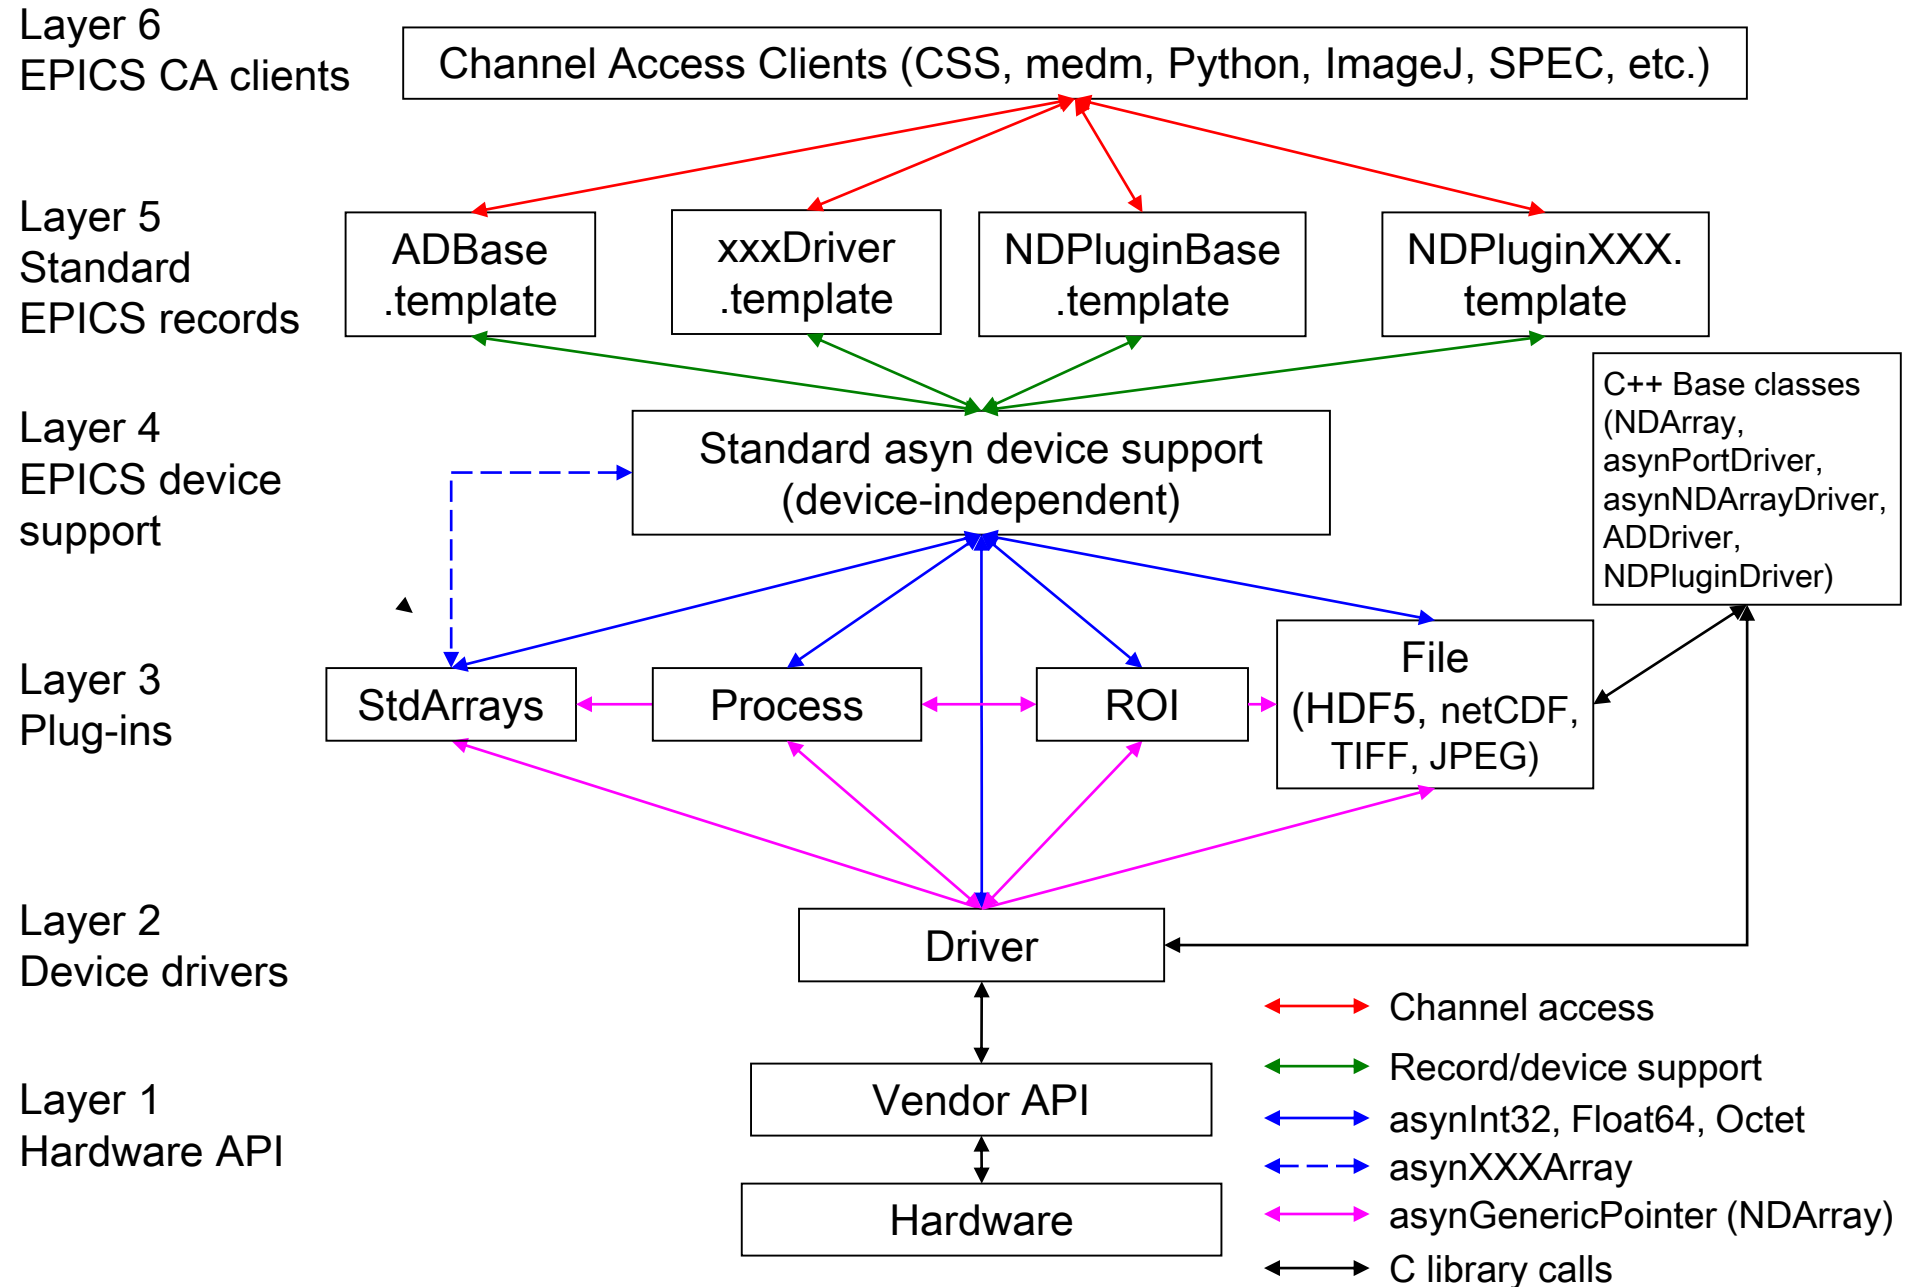 Layer 6
EPICS CA clients
Channel Access Clients (CSS, medm, Python, ImageJ, SPEC, etc.)
Layer 5
Standard
EPICS records
ADBase
.template
xxxDriver
.template
NDPluginBase
.template
NDPluginXXX.
template
Layer 4
EPICS device
support
Standard asyn device support
(device-independent)
C++ Base classes
(NDArray,
asynPortDriver,
asynNDArrayDriver,
ADDriver,
NDPluginDriver)
Layer 3
Plug-ins
StdArrays
Process
ROI
File
(HDF5, netCDF,
TIFF, JPEG)
Layer 2
Device drivers
Driver
Layer 1
Hardware API
Vendor API
Hardware
Channel access
Record/device support
asynInt32, Float64, Octet
asynXXXArray
asynGenericPointer (NDArray)
C library calls